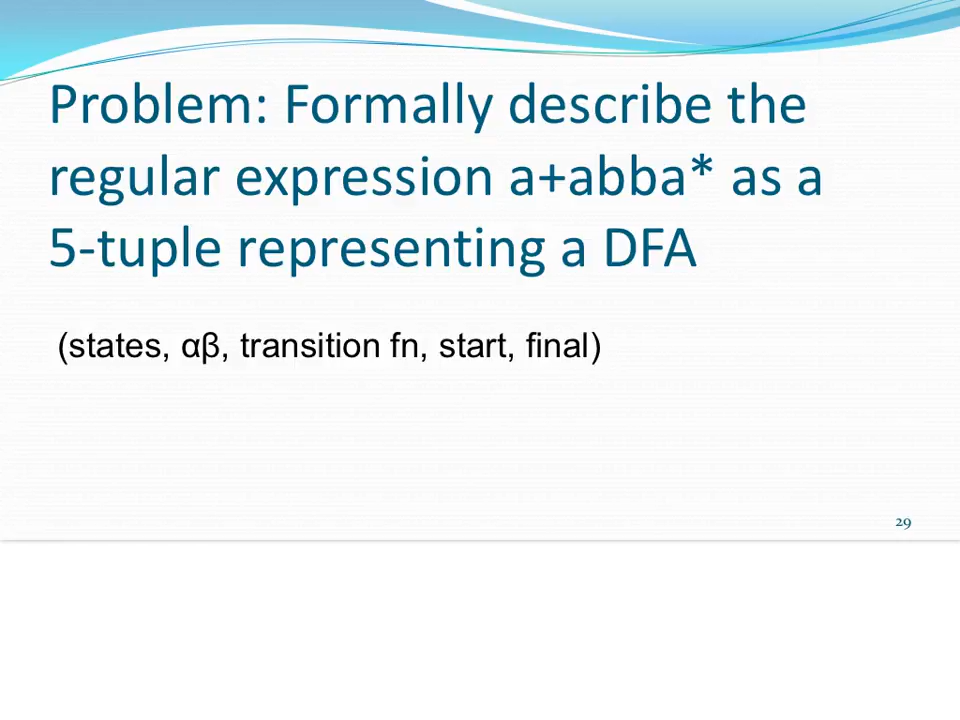 Problem: Formally describe the
regular expression a+abba* as a
5-tuple representing a DFA
(states, αβ, transition fn, start, final)
29